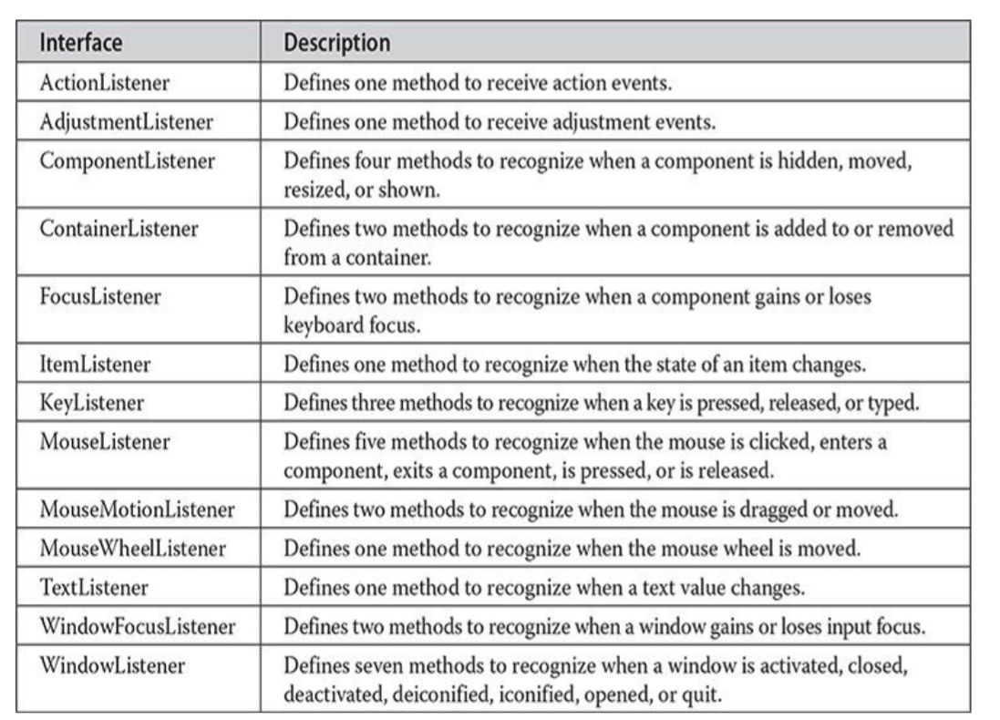 Interface Description
ActionListener Defines one method to receive action events.
AdjustmentListener Defines one method to receive adjustment events.
ComponentListener Defines four methods to recognize when a component is hidden, moved,
resized, or shown.
ContainerListener Defines two methods to recognize when a component is added to or removed
from a container.
FocusListener Defines two methods to recognize when a component gains or loses
keyboard focus.
ItemListener Defines one method to recognize when the state of an item changes.
KeyListener Defines three methods to recognize when a key is pressed, released, or typed.
MouseListener Defines five methods to recognize when the mouse is clicked, enters a
component, exits a component, is pressed, or is released.
MouseMotionListener Defines two methods to recognize when the mouse is dragged or moved.
MouseWheelListener Defines one method to recognize when the mouse wheel is moved.
TextListener Defines one method to recognize when a text value changes.
WindowFocusListener Defines two methods to recognize when a window gains or loses input focus.
WindowListener Defines seven methods to recognize when a window is activated, closed,
deactivated, deiconified, iconified, opened, or quit.